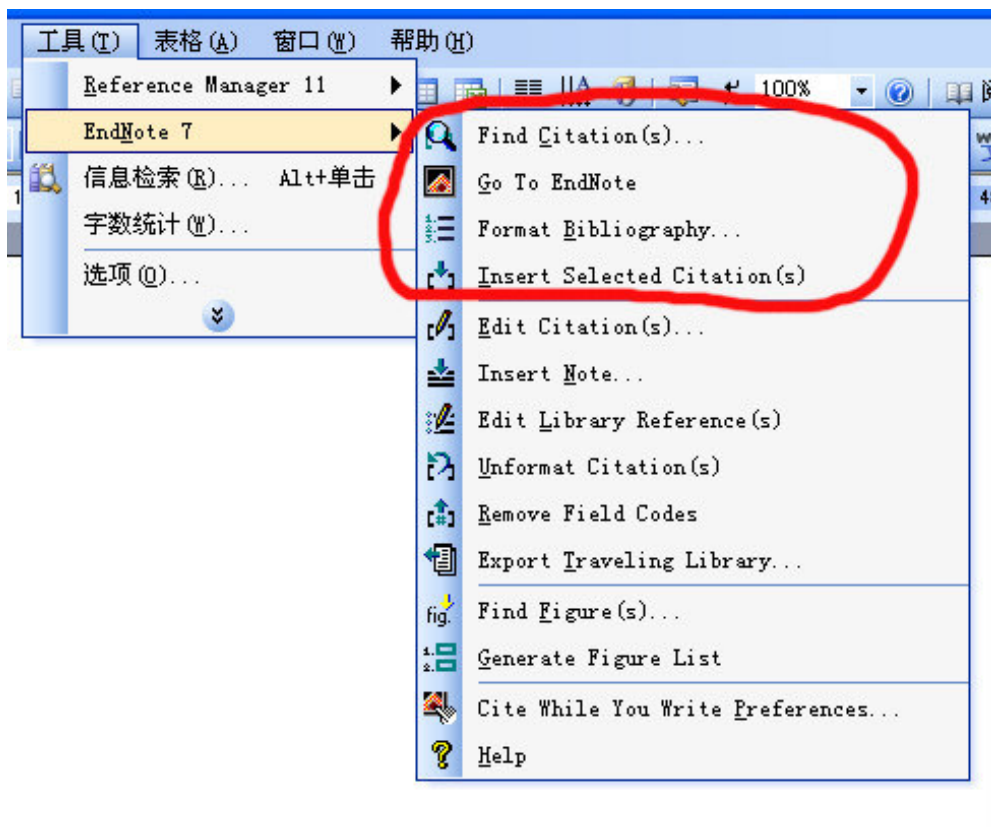 工具(T) 表格(A) 窗口(W) 帮助(H)
Reference Manager 11
100%
阅
EndNote 7
信息检索(R)... Alt+单击
字数统计(W)...
选项(O)...
Find Citation(s)...
Go To EndNote
Format Bibliography...
Insert Selected Citation(s)
Edit Citation(s)...
Insert Note...
Edit Library Reference(s)
Unformat Citation(s)
Remove Field Codes
Export Traveling Library...
fig. Find Figure(s)...
Generate Figure List
Cite While You Write Preferences...
Help